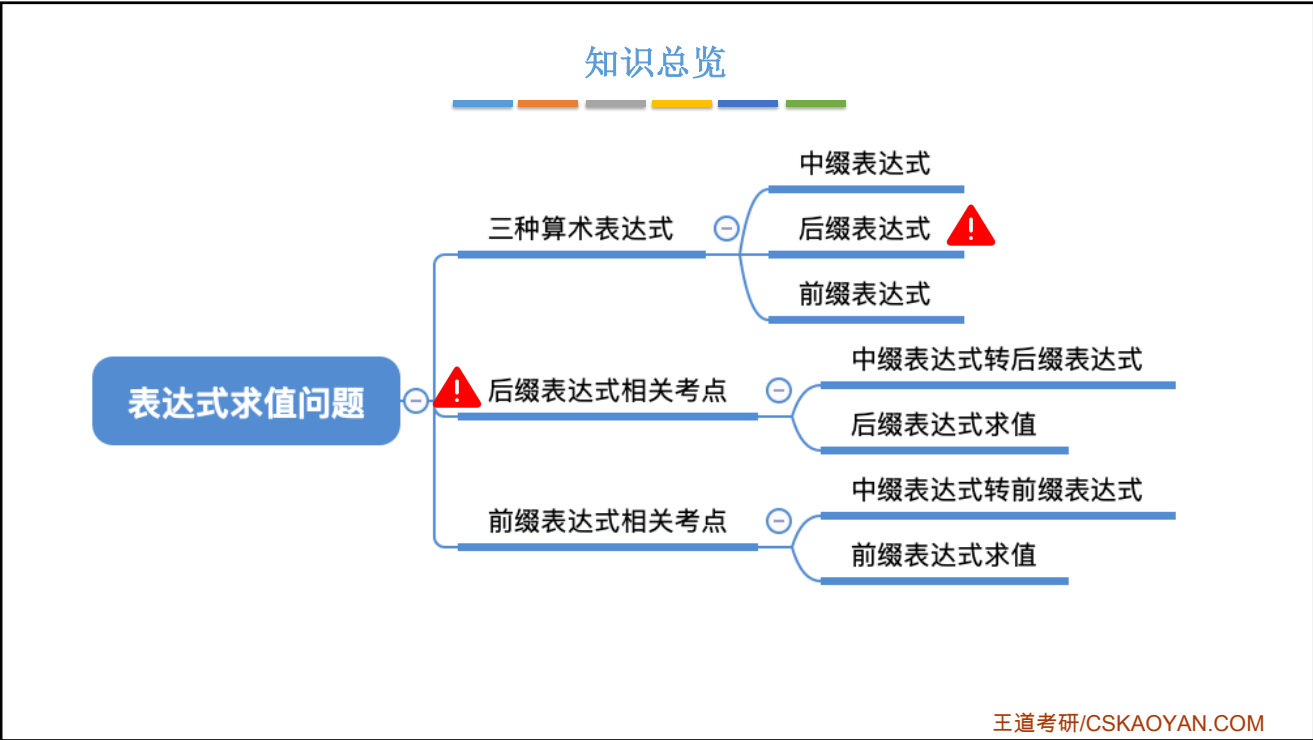 知识总览
表达式求值问题
三种算术表达式
中缀表达式
后缀表达式
前缀表达式
后缀表达式相关考点
中缀表达式转后缀表达式
后缀表达式求值
前缀表达式相关考点
中缀表达式转前缀表达式
前缀表达式求值
王道考研/CSKAOYAN.COM